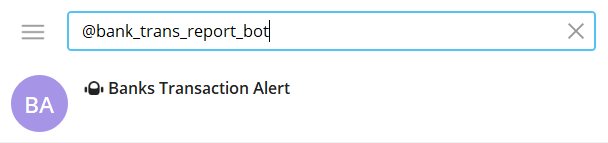 @bank_trans_report_bot
BA
Banks Transaction Alert